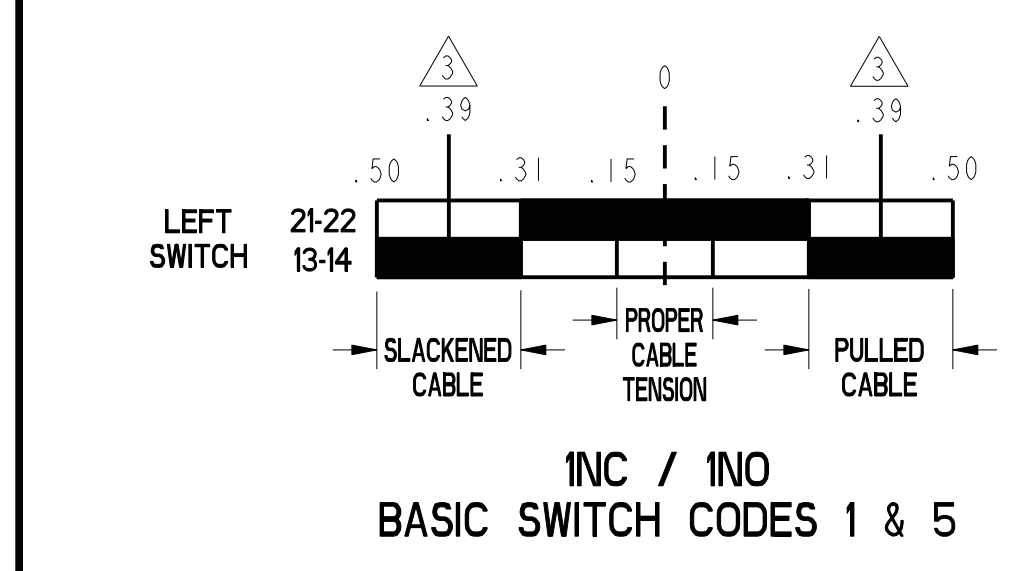 3 0 3
.39 .39
.50 .31 .15 .15 .31 .50
LEFT 21-22
SWITCH 13-14
PROPER
CABLE
TENSION
SLACKENED
CABLE
PULLED
CABLE
1NC / 1NO
BASIC SWITCH CODES 1 & 5